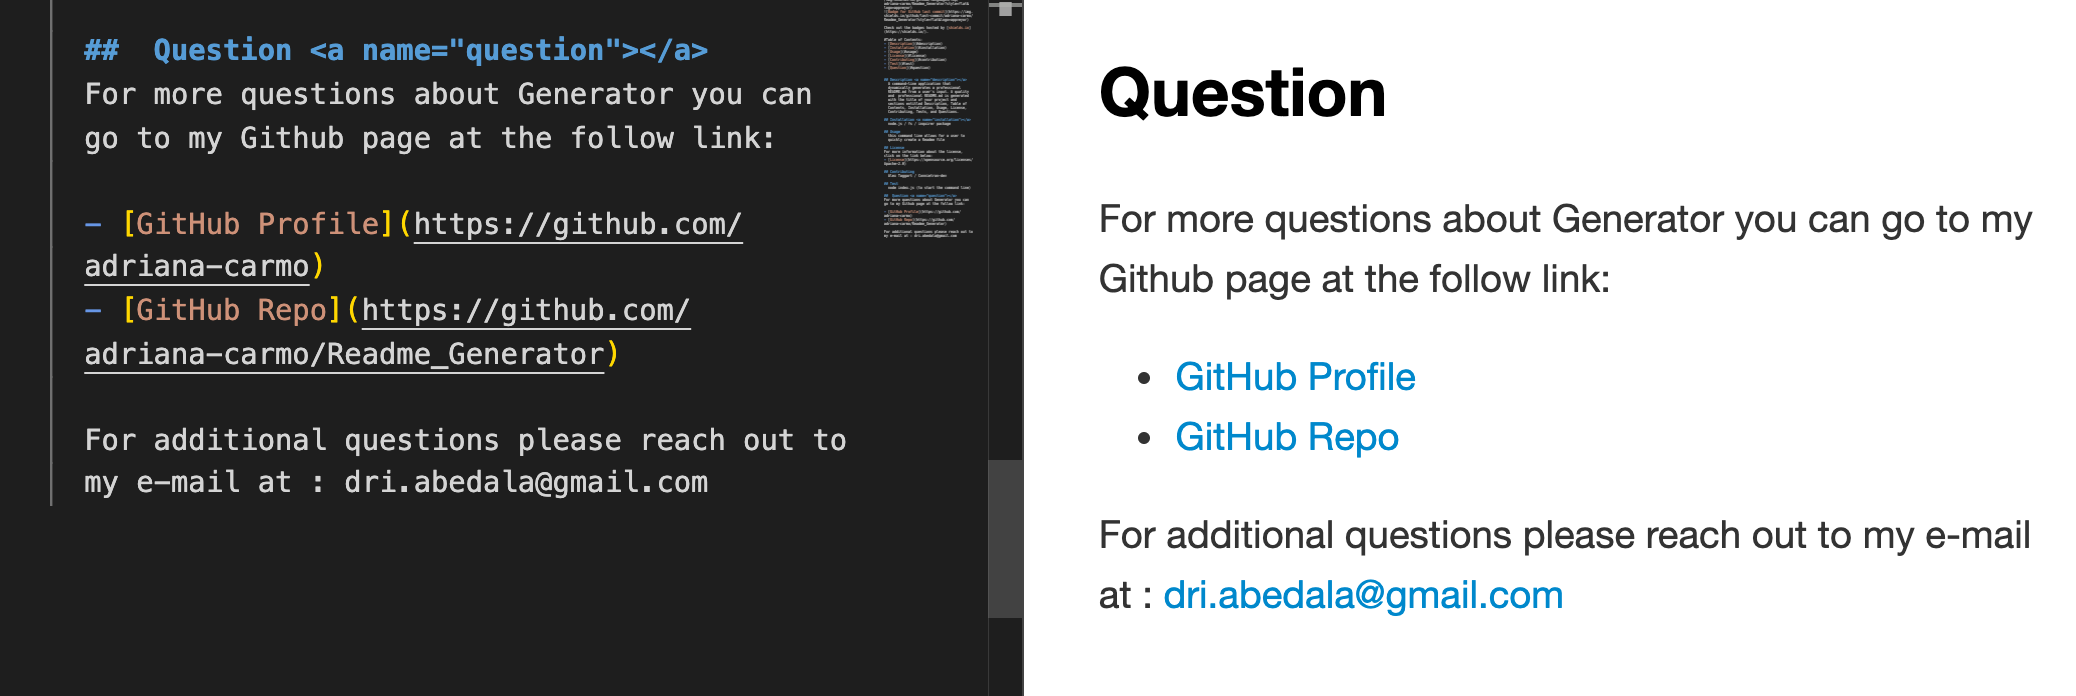 ##  Question <a name="question"></a>
For more questions about Generator you can
go to my Github page at the follow link:
- [GitHub Profile](https://github.com/
adriana-carmo)
- [GitHub Repo](https://github.com/
adriana-carmo/Readme_Generator)
For additional questions please reach out to
my e-mail at : dri.abedala@gmail.com
Question
For more questions about Generator you can go to my
Github page at the follow link:
• GitHub Profile
• GitHub Repo
For additional questions please reach out to my e-mail
at : dri.abedala@gmail.com